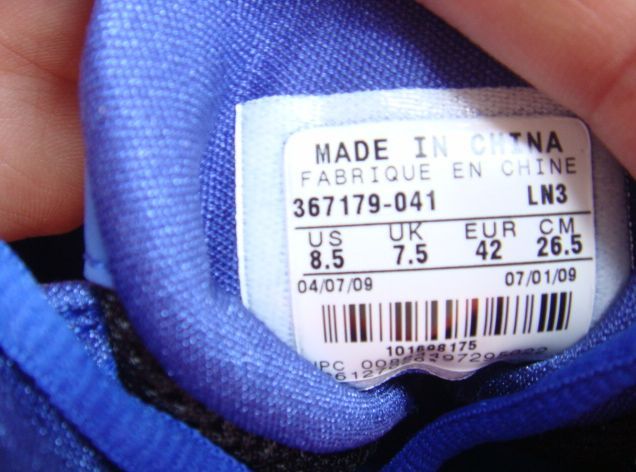 MADE IN CHINA
FABRIQUE EN CHINE
367179-041 LN3
US UK EUR CM
8.5 7.5 42 26.5
04/07/09 07/01/09
101698175